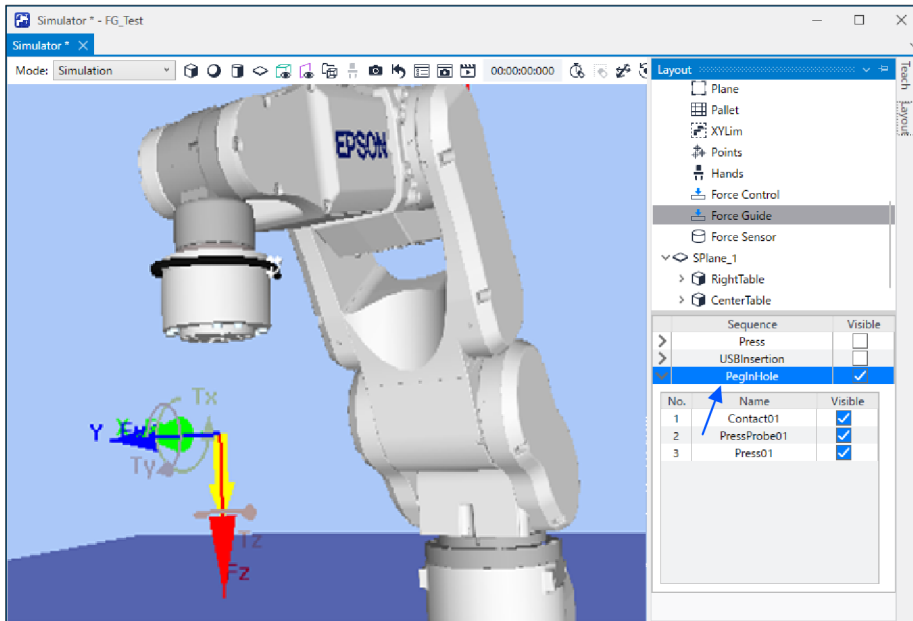 Simulator * - FG_Test
Simulator *
Mode: Simulation 00:00:00:000
Layout
Teach
Layout
Plane
Pallet
XYLim
Points
Hands
Force Control
Force Guide
Force Sensor
SPlane_1
RightTable
CenterTable
Sequence Visible
Press
USBInsertion
PegInHole
No. Name Visible
1 Contact01
2 PressProbe01
3 Press01
EPSON
Tx
Y
Ty
Tz
Fz